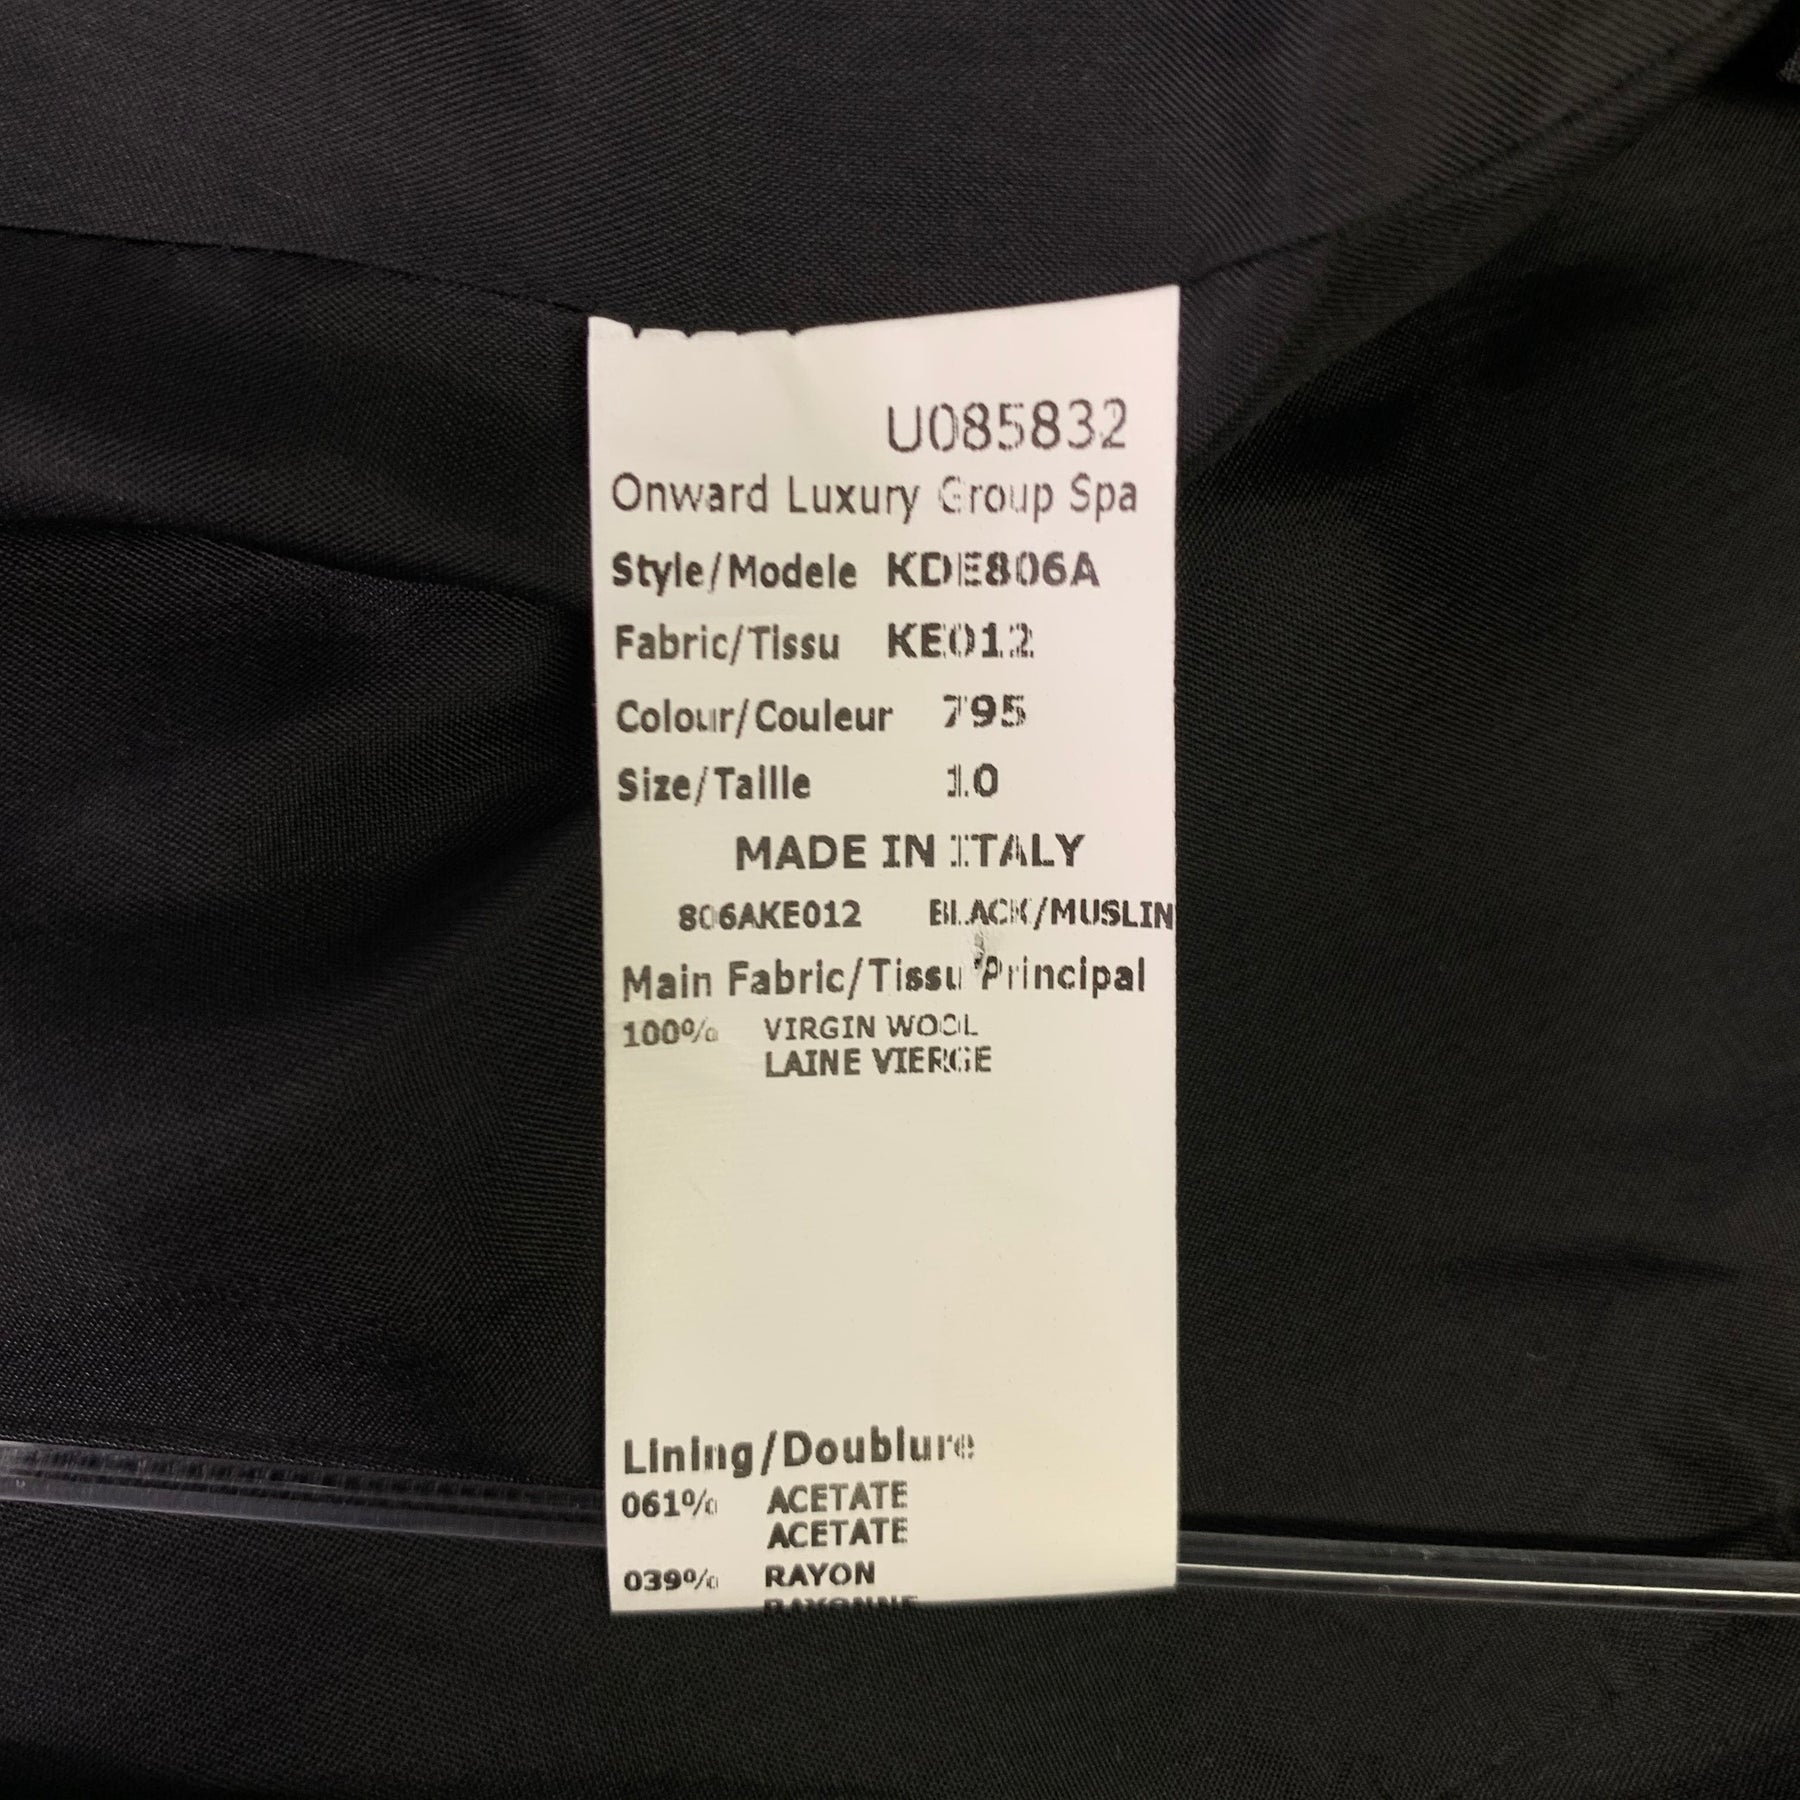 U085832
Onward Luxury Group Spa
Style/Modele KDE806A
Fabric/Tissu KE012
Colour/Couleur 795
Size/Taille 10
MADE IN ITALY
806AKE012 BLACK/MUSLIN
Main Fabric/Tissu Principal
100% VIRGIN WOOL
LAINE VIERGE
Lining/Doublure
061% ACETATE
ACETATE
039% RAYON
RAYONNE